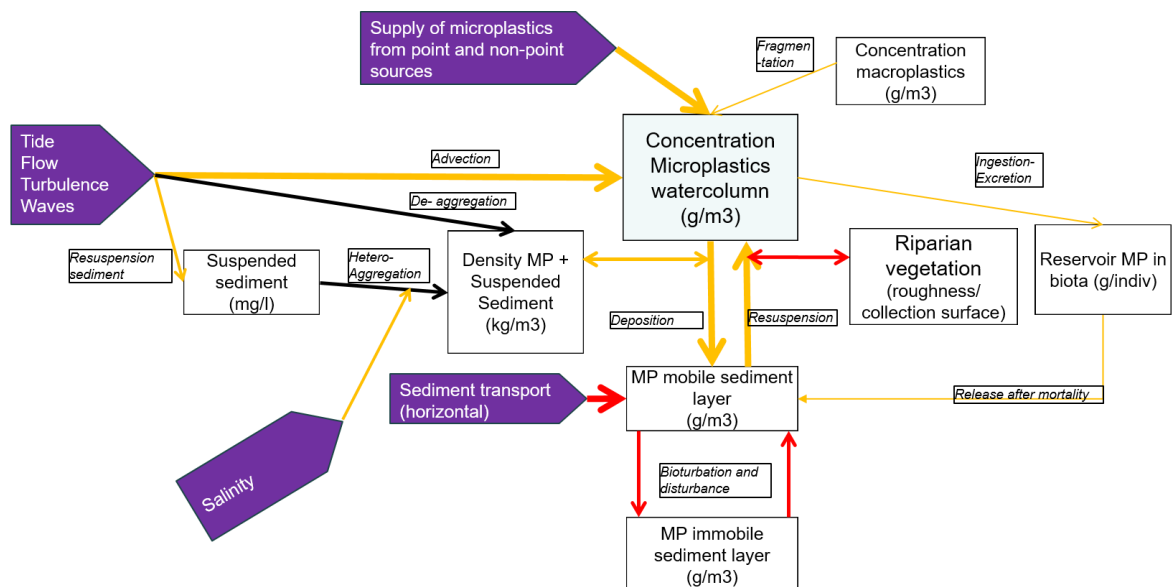 Supply of microplastics
from point and non-point
sources
Fragmen
-tation
Concentration
macroplastics
(g/m3)
Tide
Flow
Turbulence
Waves
Advection
Concentration
Microplastics
watercolumn
(g/m3)
Ingestion-
Excretion
De- aggregation
Resuspension
sediment
Suspended
sediment
(mg/l)
Hetero-
Aggregation
Density MP +
Suspended
Sediment
(kg/m3)
Riparian
vegetation
(roughness/
collection surface)
Reservoir MP in
biota (g/indiv)
Deposition
Resuspension
Sediment transport
(horizontal)
MP mobile sediment
layer
(g/m3)
Release after mortality
Salinity
Bioturbation and
disturbance
MP immobile
sediment layer
(g/m3)